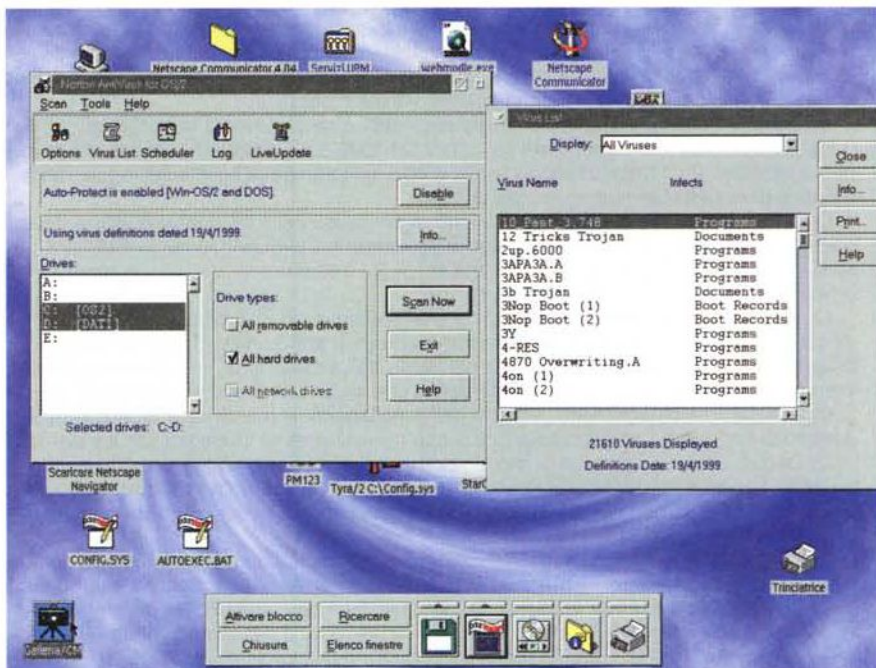 Netscape Communicator 4.04
webmodle.exe
Netscape
Communicator
Norton AntiVirus for OS/2
Scan Tools Help
Options Virus List Scheduler Log LiveUpdate
Auto-Protect is enabled [Win-OS/2 and DOS]
Disable
Using virus definitions dated 19/4/1999
Info...
Drives:
A:
B:
C: [OS2]
D: [DATI]
E:
Drive types:
All removable drives
All hard drives
All network drives
Scan Now
Exit
Help
Selected drives: C:-D:
Virus List
Display: All Viruses
Close
Info...
Print...
Help
Virus Name Infects
10_Past_3.748 Programs
12 Tricks Trojan Documents
2up.6000 Programs
3APA3A.A Programs
3APA3A.B Programs
3b Trojan Documents
3Nop Boot (1) Boot Records
3Nop Boot (2) Boot Records
3Y Programs
4-RES Programs
4870 Overwriting.A Programs
4on (1) Programs
4on (2) Programs
21610 Viruses Displayed
Definitions Date: 19/4/1999
Scaricare Netscape
Navigator
PM123
Tyra/2 C:\Config.sys
CONFIG.SYS
AUTOEXEC.BAT
Trinciatrice
Attivare blocco
Ricercare
Chiusura
Elenco finestre